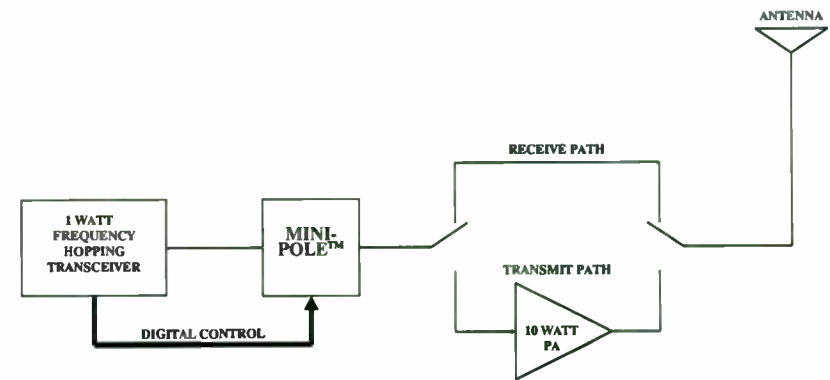 ANTENNA
RECEIVE PATH
1 WATT
FREQUENCY
HOPPING
TRANSCEIVER
MINI-
POLE™
TRANSMIT PATH
10 WATT
PA
DIGITAL CONTROL